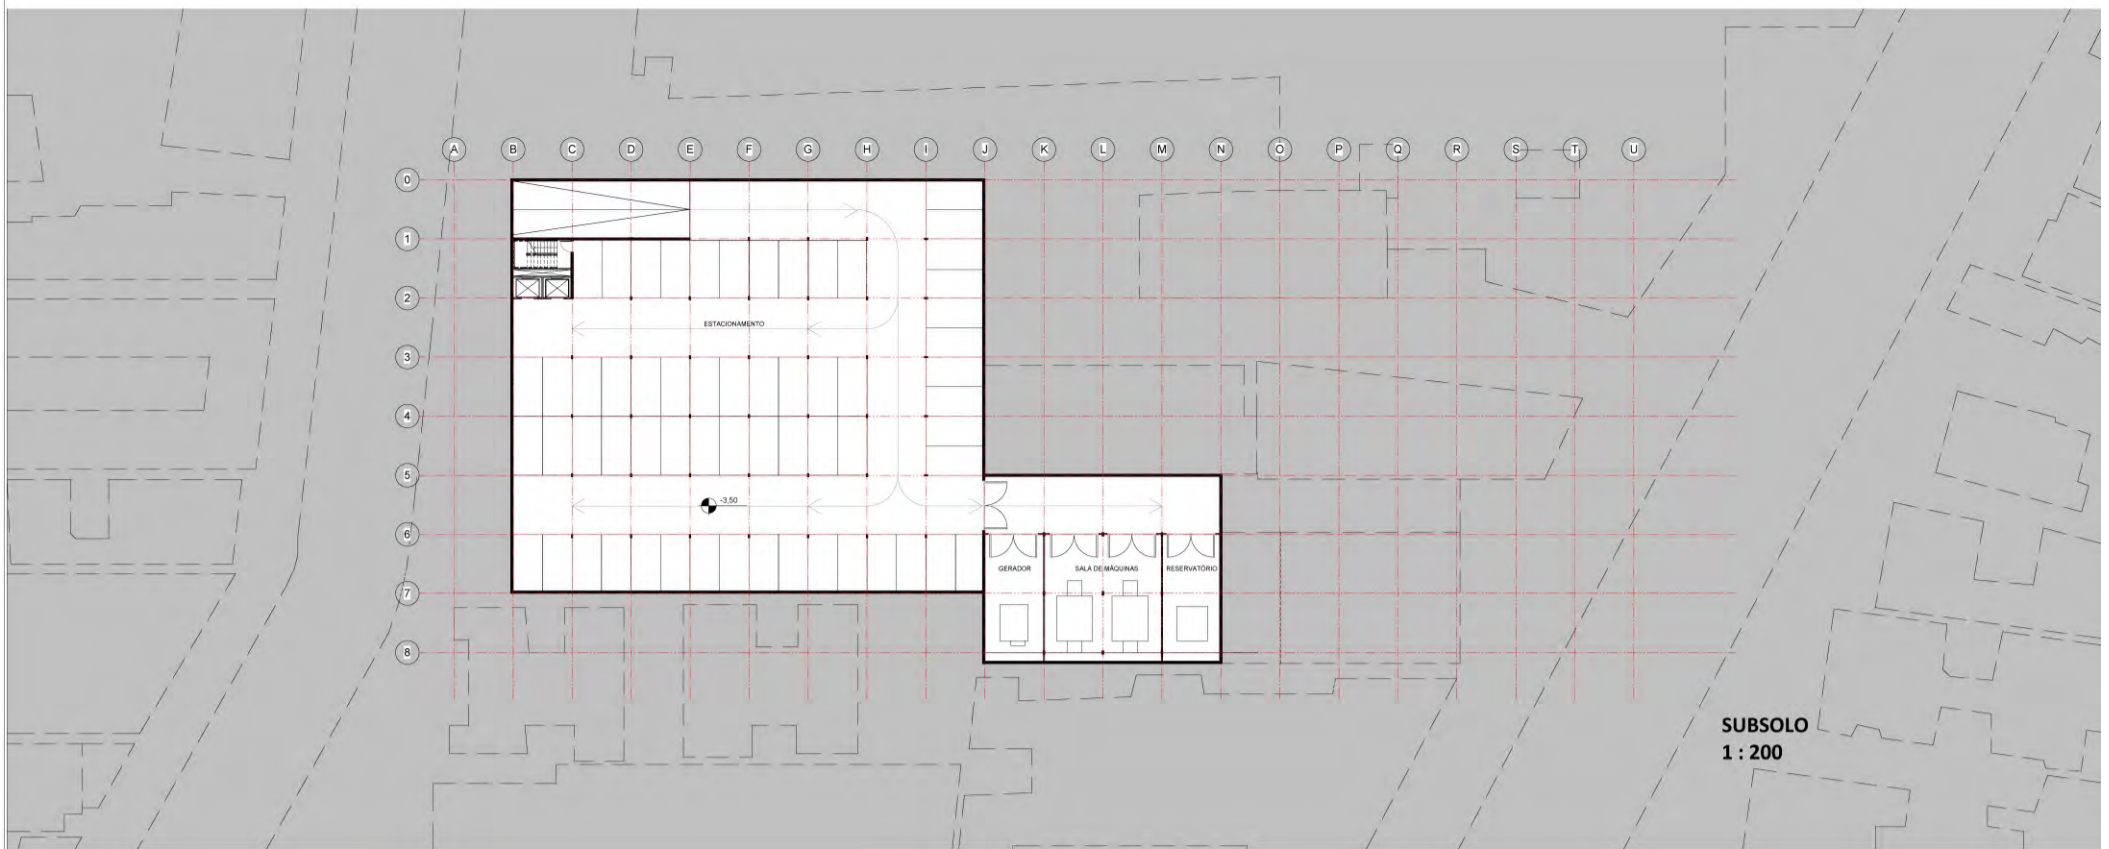 A B C D E F G H I J K L M N O P Q R S T U
0
1
2
ESTACIONAMENTO
3
4
5
-3,50
6
GERADOR SALA DE MÁQUINAS RESERVATÓRIO
7
8
SUBSOLO
1 : 200